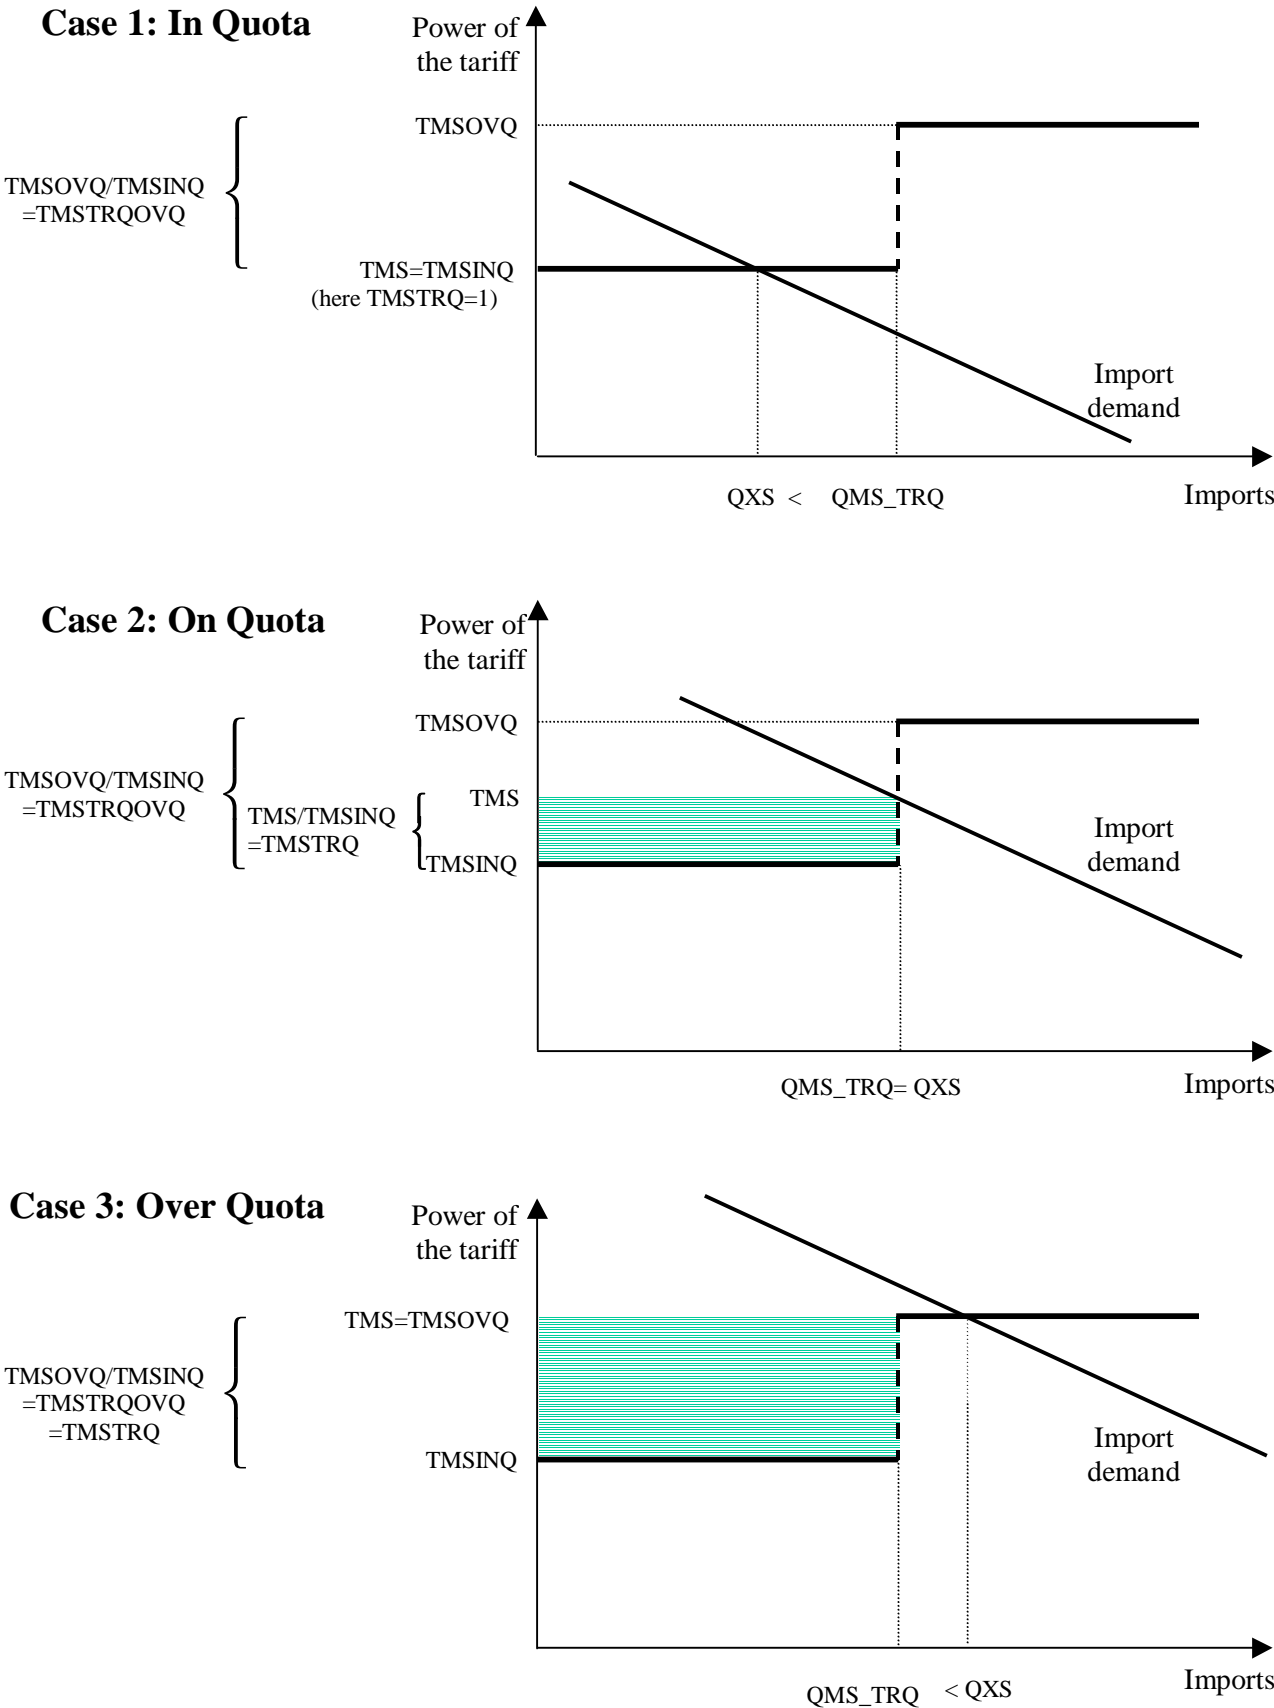 Case 1: In Quota
Power of
the tariff
TMSOVQ
TMSOVQ/TMSINQ
=TMSTRQOVQ
TMS=TMSINQ
(here TMSTRQ=1)
Import
demand
QXS < QMS_TRQ
Imports
Case 2: On Quota
Power of
the tariff
TMSOVQ
TMSOVQ/TMSINQ
=TMSTRQOVQ
TMS
TMS/TMSINQ
=TMSTRQ
TMSINQ
Import
demand
QMS_TRQ= QXS
Imports
Case 3: Over Quota
Power of
the tariff
TMS=TMSOVQ
TMSOVQ/TMSINQ
=TMSTRQOVQ
=TMSTRQ
TMSINQ
Import
demand
QMS_TRQ < QXS
Imports